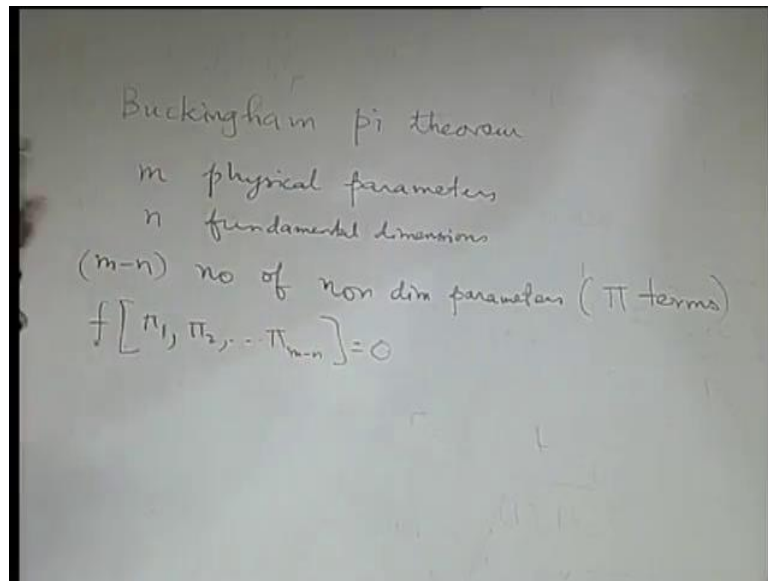 Buckingham pi theorem
m physical parameters
n fundamental dimensions
(m-n) no of non dim parameters (π terms)
f[π₁, π₂, .. πₘ₋ₙ]=0